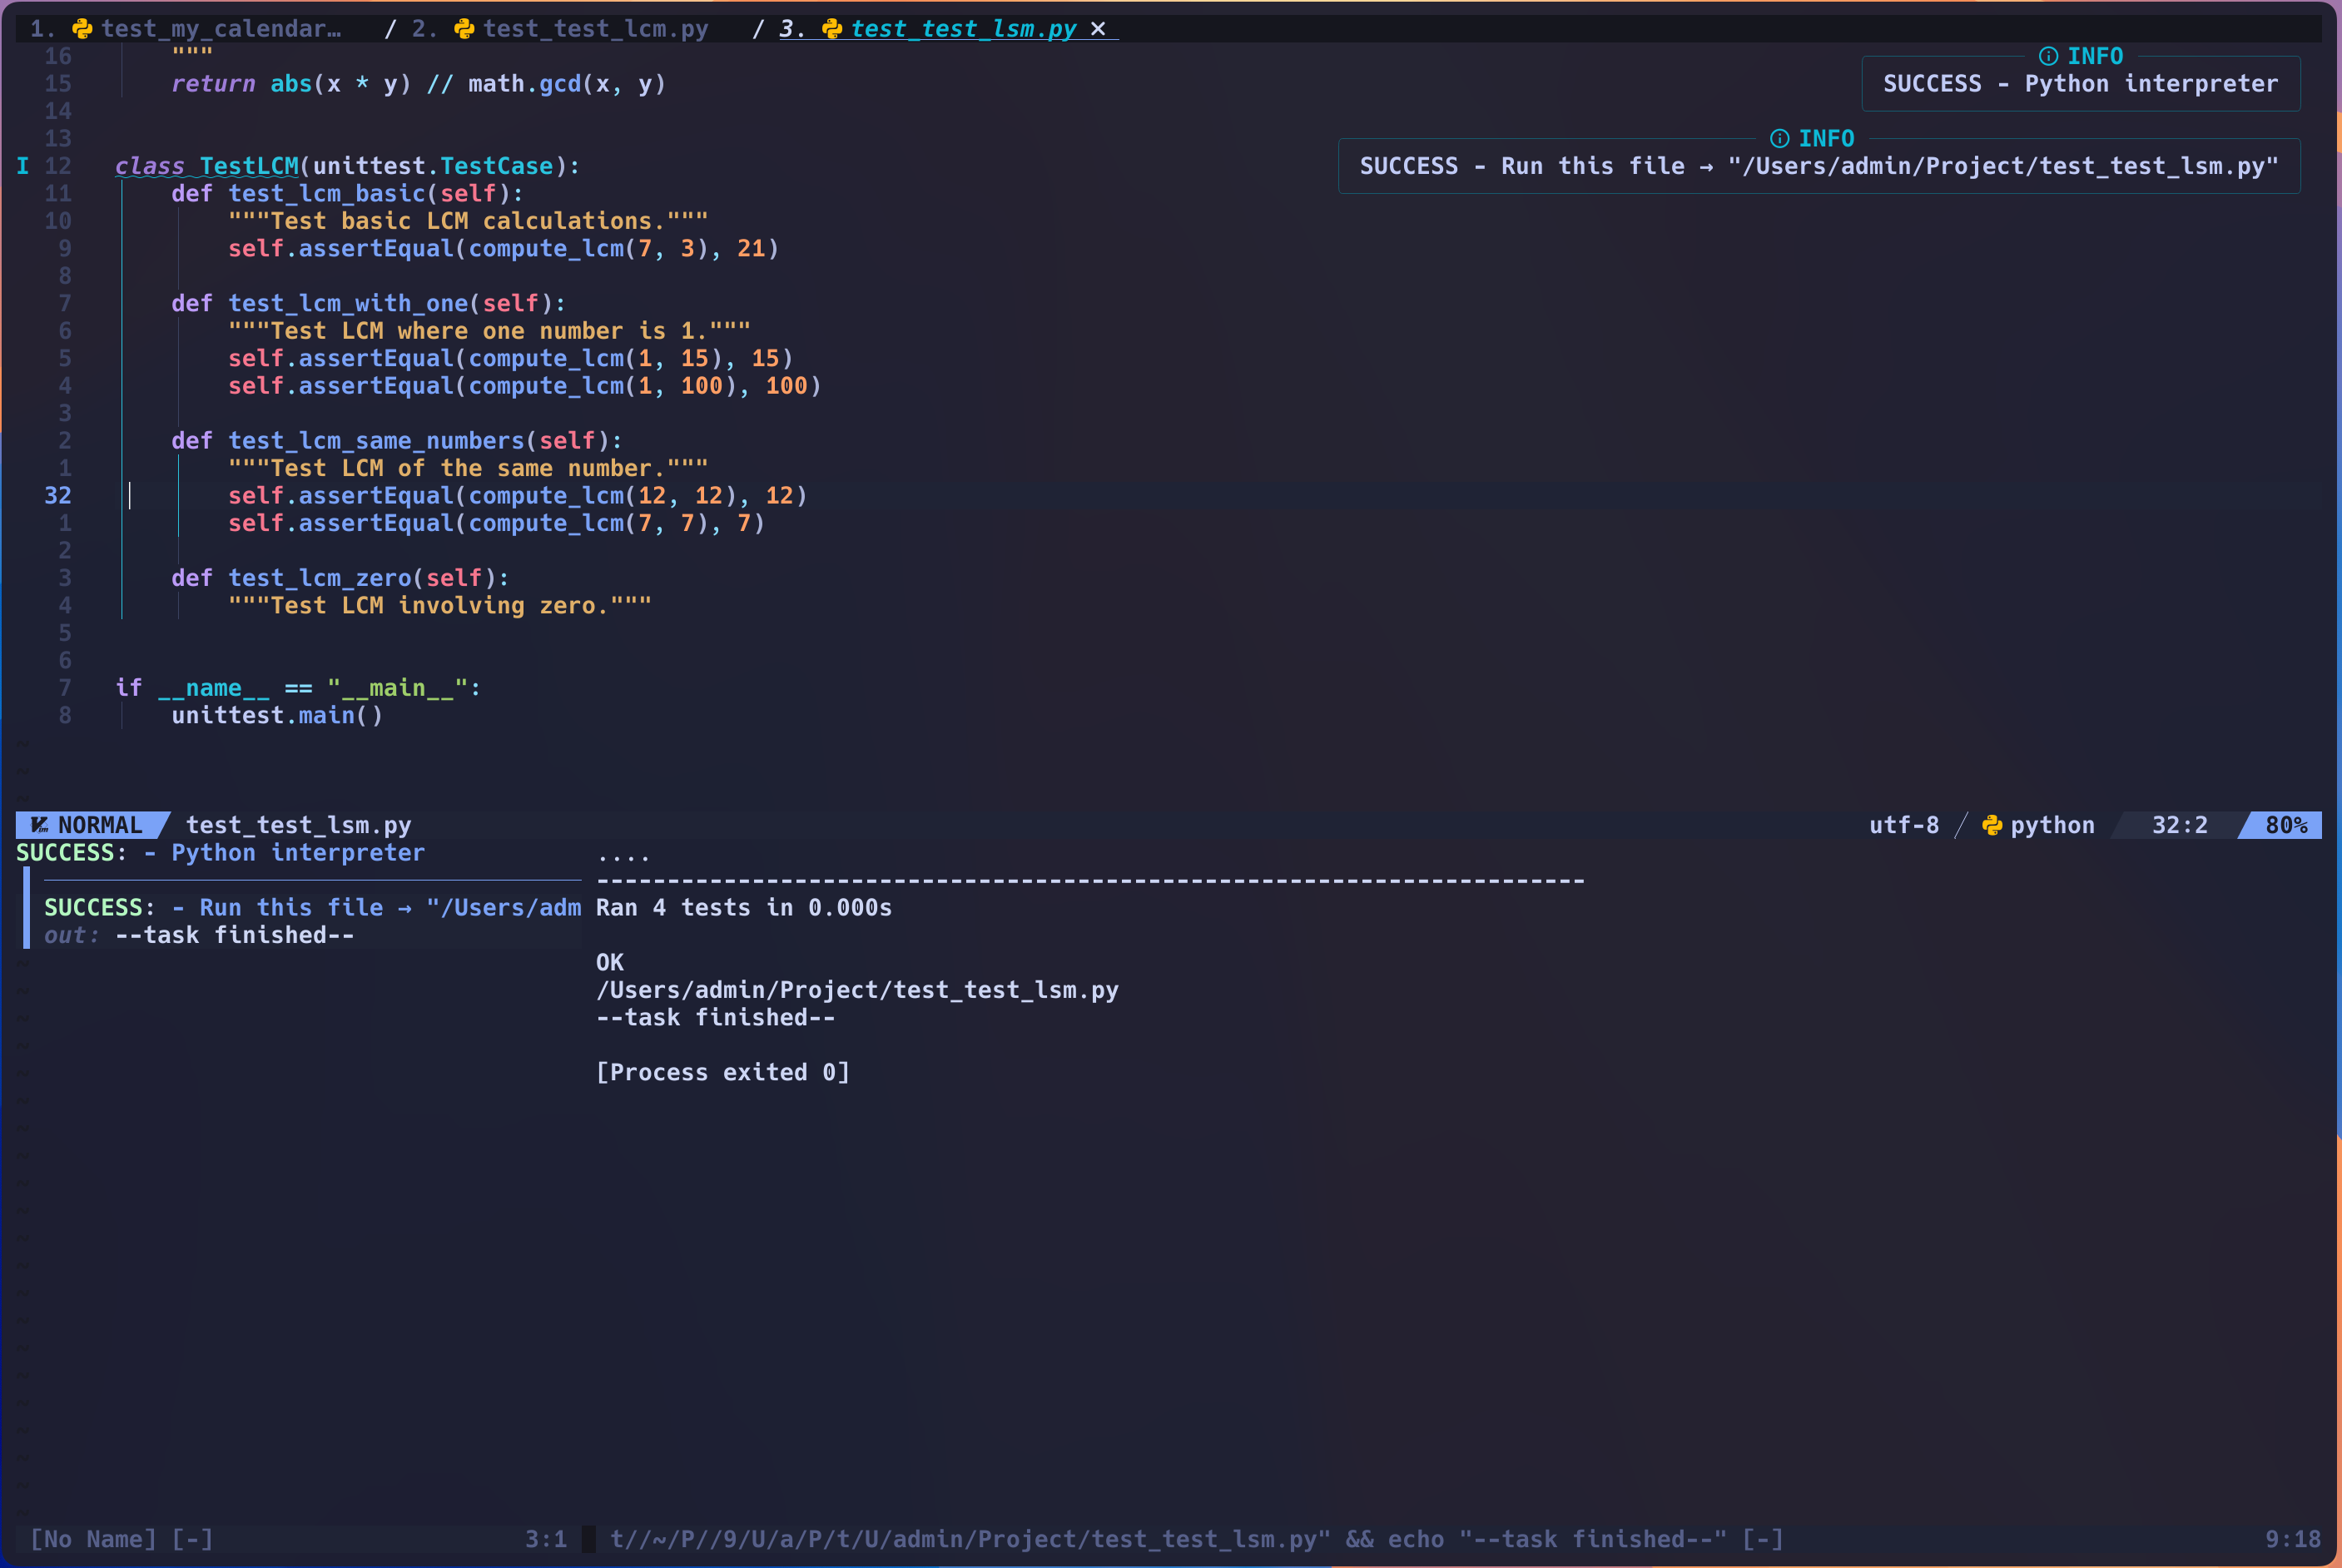 1. test_my_calendar… / 2. test_test_lcm.py / 3. test_test_lsm.py ✕
16 """
INFO
15 return abs(x * y) // math.gcd(x, y)
SUCCESS - Python interpreter
14
13
INFO
I 12 class TestLCM(unittest.TestCase):
SUCCESS - Run this file → "/Users/admin/Project/test_test_lsm.py"
11 def test_lcm_basic(self):
10 """Test basic LCM calculations."""
9 self.assertEqual(compute_lcm(7, 3), 21)
8
7 def test_lcm_with_one(self):
6 """Test LCM where one number is 1."""
5 self.assertEqual(compute_lcm(1, 15), 15)
4 self.assertEqual(compute_lcm(1, 100), 100)
3
2 def test_lcm_same_numbers(self):
1 """Test LCM of the same number."""
32 self.assertEqual(compute_lcm(12, 12), 12)
1 self.assertEqual(compute_lcm(7, 7), 7)
2
3 def test_lcm_zero(self):
4 """Test LCM involving zero."""
5
6
7 if __name__ == "__main__":
8 unittest.main()
NORMAL test_test_lsm.py utf-8 / python 32:2 80%
SUCCESS: - Python interpreter
SUCCESS: - Run this file → "/Users/adm
out: --task finished--
....
----------------------------------------------------------------------
Ran 4 tests in 0.000s
OK
/Users/admin/Project/test_test_lsm.py
--task finished--
[Process exited 0]
[No Name] [-] 3:1
t//~/P//9/U/a/P/t/U/admin/Project/test_test_lsm.py" && echo "--task finished--" [-] 9:18